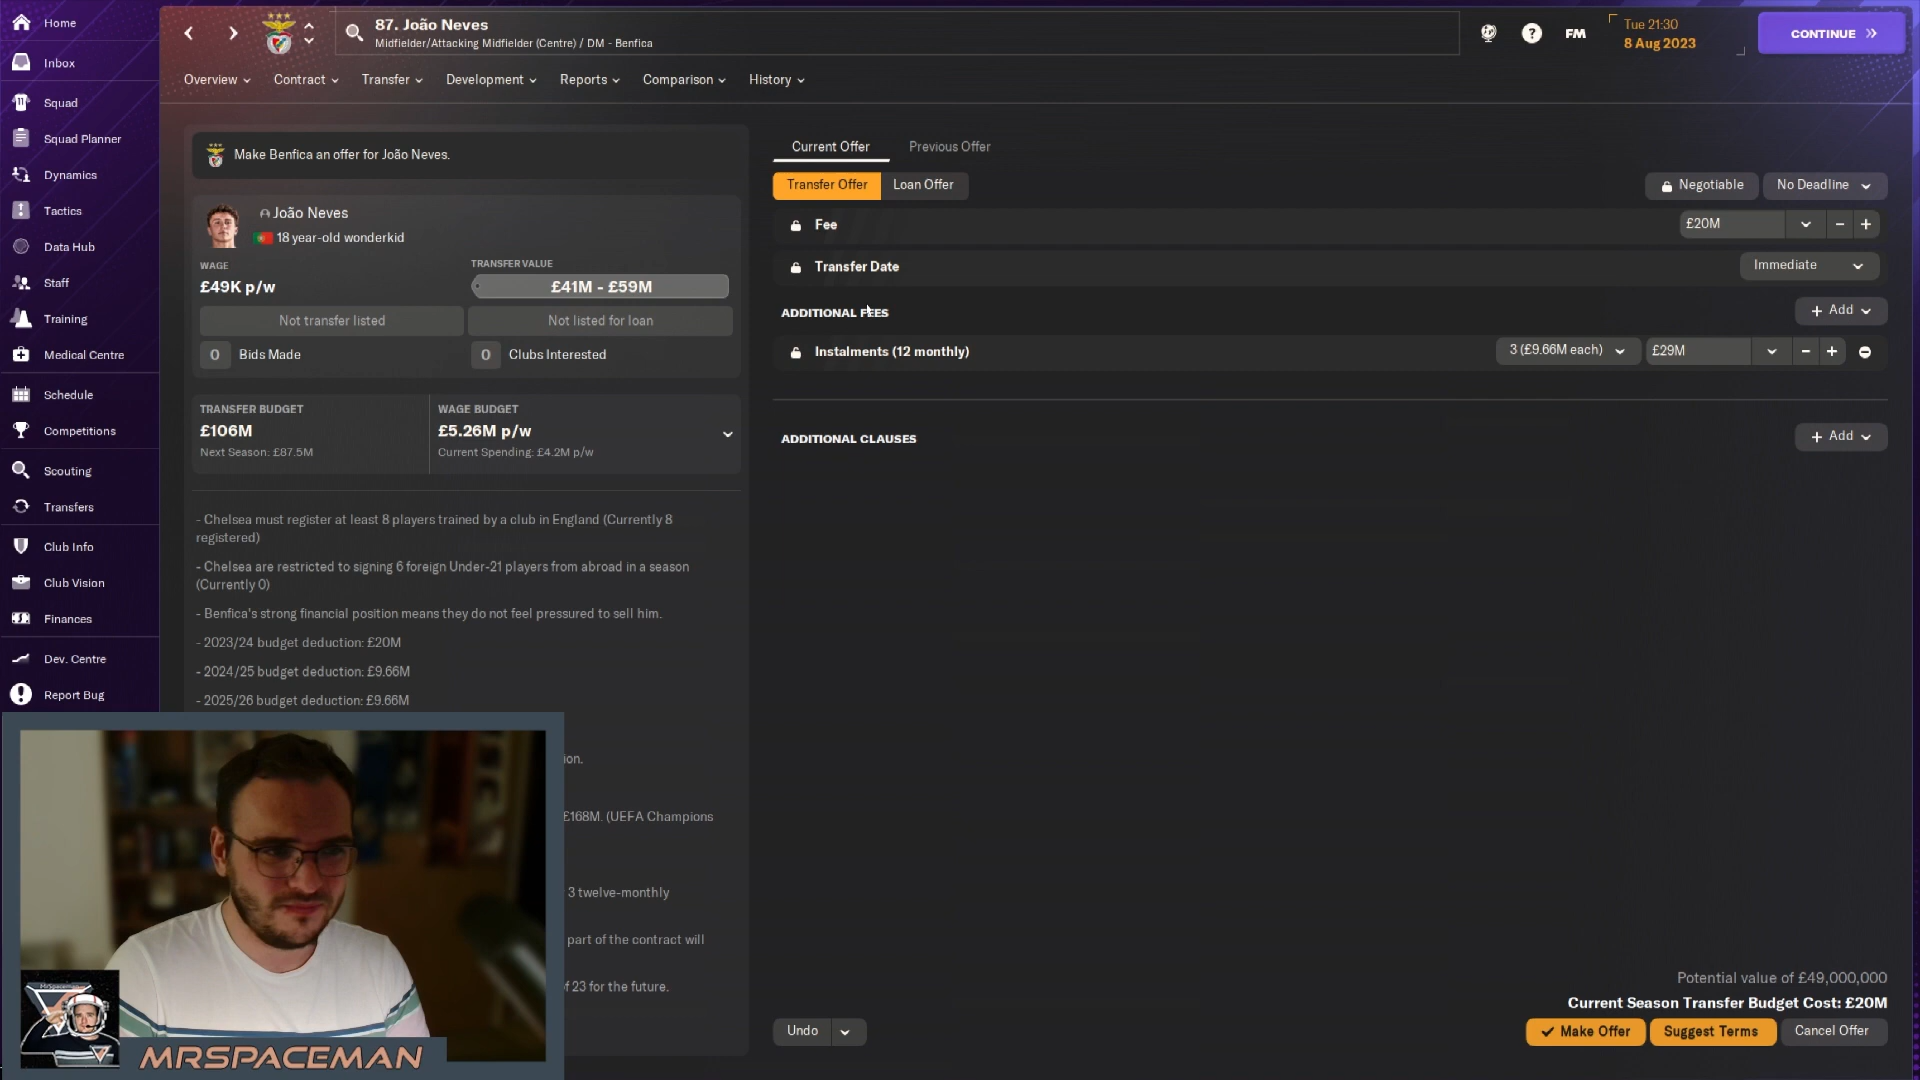 Home
Inbox
Squad
Squad Planner
Dynamics
Tactics
Data Hub
Staff
Training
Medical Centre
Schedule
Competitions
Scouting
Transfers
Club Info
Club Vision
Finances
Dev. Centre
Report Bug
87. João Neves
Midfielder/Attacking Midfielder (Centre) / DM - Benfica
FM
Tue 21:30
8 Aug 2023
CONTINUE
Overview
Contract
Transfer
Development
Reports
Comparison
History
Make Benfica an offer for João Neves.
João Neves
18 year-old wonderkid
WAGE
£49K p/w
TRANSFER VALUE
£41M - £59M
Not transfer listed
Not listed for loan
0 Bids Made
0 Clubs Interested
TRANSFER BUDGET
£106M
Next Season: £87.5M
WAGE BUDGET
£5.26M p/w
Current Spending: £4.2M p/w
- Chelsea must register at least 8 players trained by a club in England (Currently 8
registered)
- Chelsea are restricted to signing 6 foreign Under-21 players from abroad in a season
(Currently 0)
- Benfica's strong financial position means they do not feel pressured to sell him.
- 2023/24 budget deduction: £20M
- 2024/25 budget deduction: £9.66M
- 2025/26 budget deduction: £9.66M
ion.
£168M. (UEFA Champions
3 twelve-monthly
part of the contract will
of 23 for the future.
Current Offer
Previous Offer
Transfer Offer
Loan Offer
Negotiable
No Deadline
Fee
£20M
Transfer Date
Immediate
ADDITIONAL FEES
+ Add
Instalments (12 monthly)
3 (£9.66M each)
£29M
ADDITIONAL CLAUSES
+ Add
Potential value of £49,000,000
Current Season Transfer Budget Cost: £20M
Undo
Make Offer
Suggest Terms
Cancel Offer
MrSpaceman
MRSPACEMAN